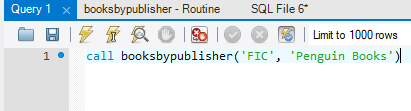 Query 1 booksbypublisher - Routine SQL File 6*
Limit to 1000 rows
1 call booksbypublisher('FIC', 'Penguin Books')